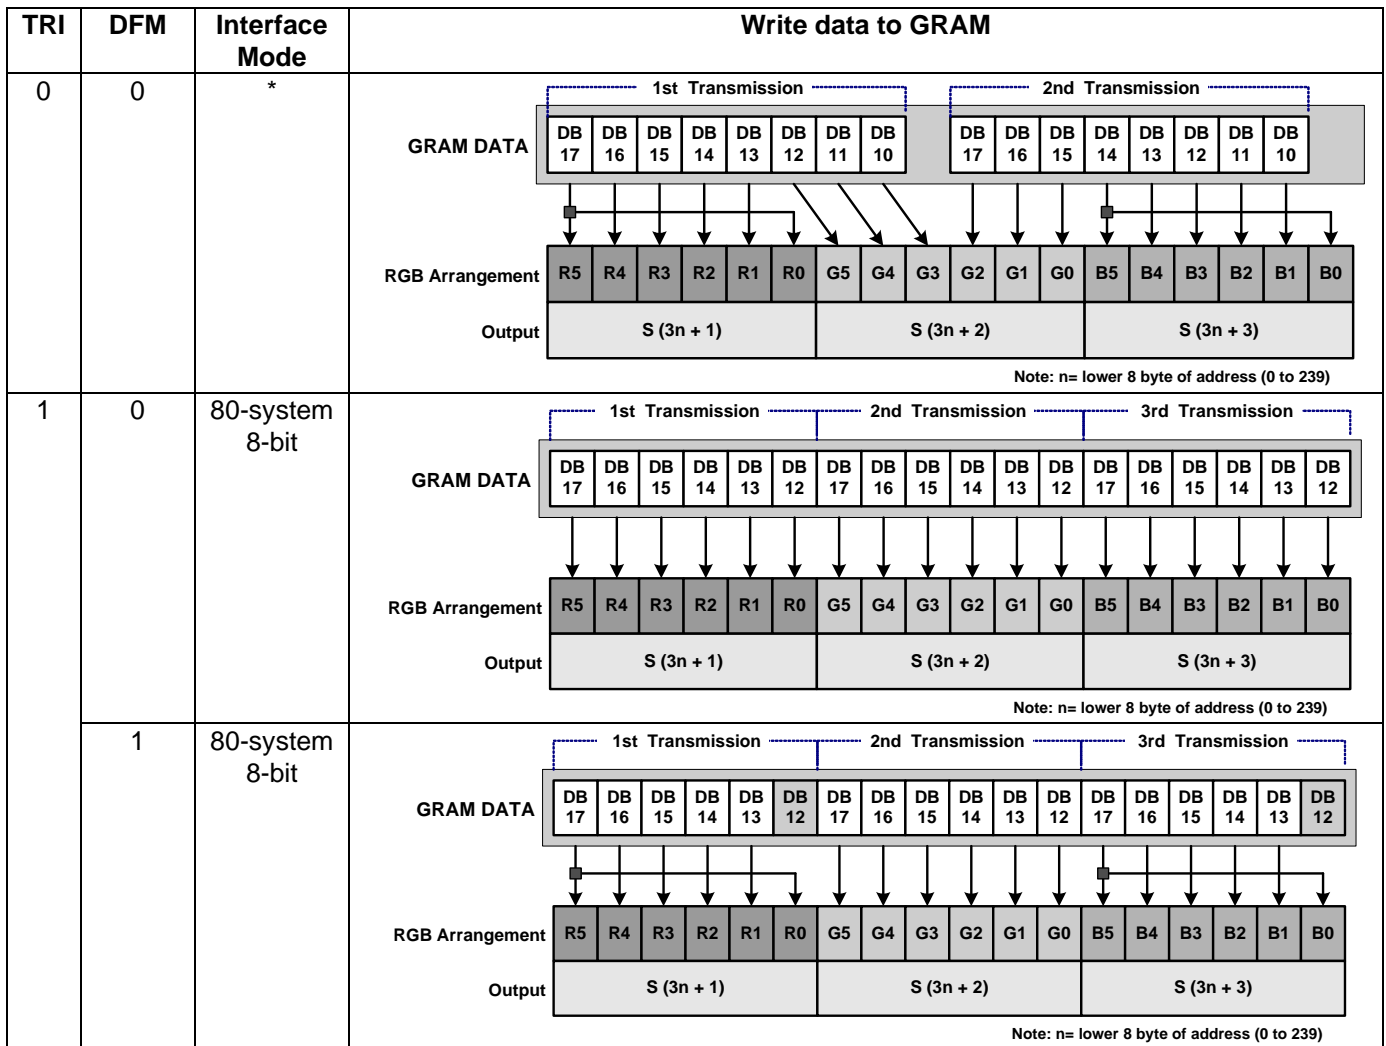 TRI DFM Interface Mode Write data to GRAM
0 0 *
1st Transmission 2nd Transmission
GRAM DATA DB 17 DB 16 DB 15 DB 14 DB 13 DB 12 DB 11 DB 10 DB 17 DB 16 DB 15 DB 14 DB 13 DB 12 DB 11 DB 10
RGB Arrangement R5 R4 R3 R2 R1 R0 G5 G4 G3 G2 G1 G0 B5 B4 B3 B2 B1 B0
Output S (3n + 1) S (3n + 2) S (3n + 3)
Note: n= lower 8 byte of address (0 to 239)
1 0 80-system 8-bit
1st Transmission 2nd Transmission 3rd Transmission
GRAM DATA DB 17 DB 16 DB 15 DB 14 DB 13 DB 12 DB 17 DB 16 DB 15 DB 14 DB 13 DB 12 DB 17 DB 16 DB 15 DB 14 DB 13 DB 12
RGB Arrangement R5 R4 R3 R2 R1 R0 G5 G4 G3 G2 G1 G0 B5 B4 B3 B2 B1 B0
Output S (3n + 1) S (3n + 2) S (3n + 3)
Note: n= lower 8 byte of address (0 to 239)
1 80-system 8-bit
1st Transmission 2nd Transmission 3rd Transmission
GRAM DATA DB 17 DB 16 DB 15 DB 14 DB 13 DB 12 DB 17 DB 16 DB 15 DB 14 DB 13 DB 12 DB 17 DB 16 DB 15 DB 14 DB 13 DB 12
RGB Arrangement R5 R4 R3 R2 R1 R0 G5 G4 G3 G2 G1 G0 B5 B4 B3 B2 B1 B0
Output S (3n + 1) S (3n + 2) S (3n + 3)
Note: n= lower 8 byte of address (0 to 239)